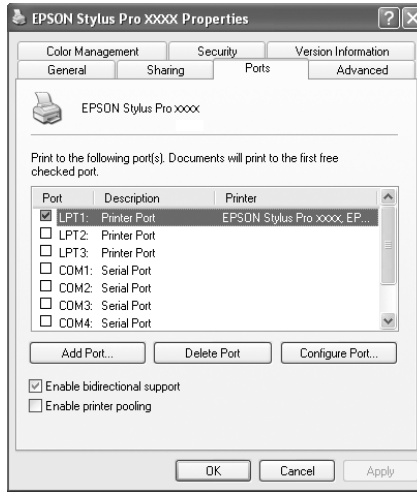 EPSON Stylus Pro XXXX Properties
Color Management Security Version Information
General Sharing Ports Advanced
EPSON Stylus Pro xxxx
Print to the following port(s). Documents will print to the first free
checked port.
Port Description Printer
LPT1: Printer Port EPSON Stylus Pro xxxx, EP...
LPT2: Printer Port
LPT3: Printer Port
COM1: Serial Port
COM2: Serial Port
COM3: Serial Port
COM4: Serial Port
Add Port... Delete Port Configure Port...
Enable bidirectional support
Enable printer pooling
OK Cancel Apply